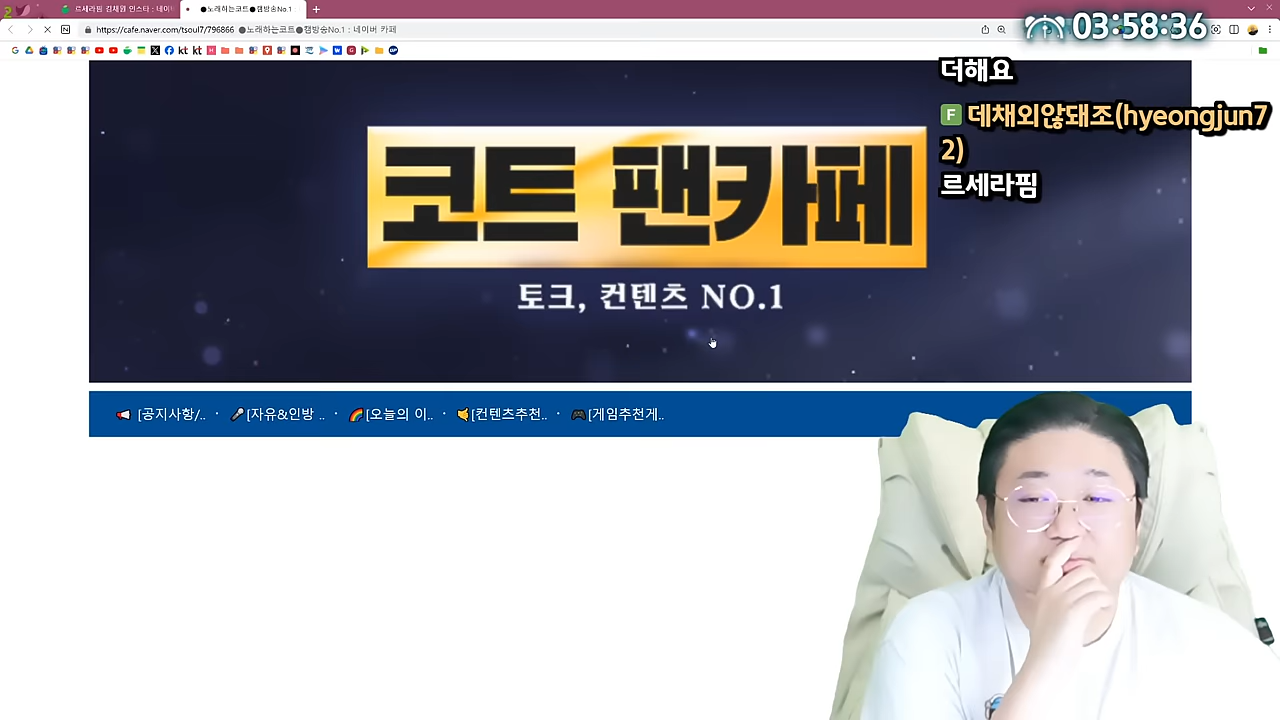 르세라핌 김채원 인스타 : 네이버
●노래하는코트●캠방송No.1 :
https://cafe.naver.com/tsoul7/796866 ●노래하는코트●캠방송No.1 : 네이버 카페
03:58:36
kt kt
더해요
F 데채외않돼조(hyeongjun7
2)
르세라핌
코트 팬카페
토크, 컨텐츠 NO.1
[공지사항/.. · [자유&인방 .. · [오늘의 이.. · [컨텐츠추천.. · [게임추천게..